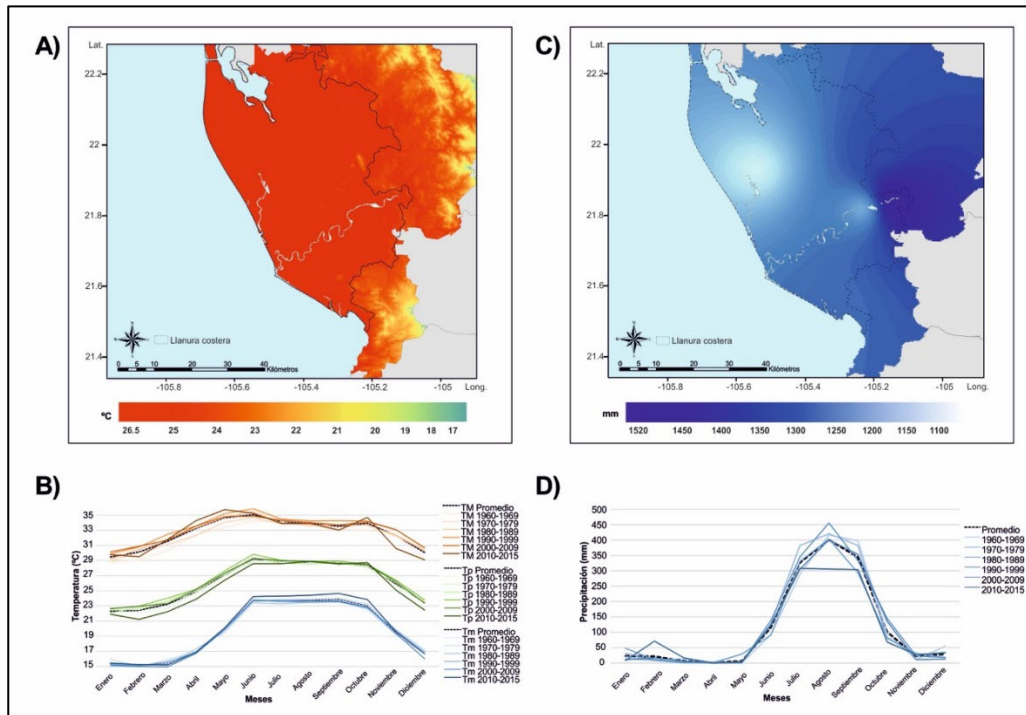 A)
Lat.
22.2
22
21.8
21.6
21.4
Llanura costera
0 5 10 20 30 40
Kilómetros
-105.8 -105.6 -105.4 -105.2 -105 Long.
ºC
26.5 25 24 23 22 21 20 19 18 17
C)
Lat.
22.2
22
21.8
21.6
21.4
Llanura costera
0 5 10 20 30 40
Kilómetros
-105.8 -105.6 -105.4 -105.2 -105 Long.
mm
1520 1450 1400 1350 1300 1250 1200 1150 1100
B)
Temperatura (ºC)
35
33
31
29
27
25
23
21
19
17
15
Enero
Febrero
Marzo
Abril
Mayo
Junio
Julio
Agosto
Septiembre
Octubre
Noviembre
Diciembre
Meses
TM Promedio
TM 1960-1969
TM 1970-1979
TM 1980-1989
TM 1990-1999
TM 2000-2009
TM 2010-2015
Tp Promedio
Tp 1960-1969
Tp 1970-1979
Tp 1980-1989
Tp 1990-1999
Tp 2000-2009
Tp 2010-2015
Tm Promedio
Tm 1960-1969
Tm 1970-1979
Tm 1980-1989
Tm 1990-1999
Tm 2000-2009
Tm 2010-2015
D)
Precipitación (mm)
500
450
400
350
300
250
200
150
100
50
0
Enero
Febrero
Marzo
Abril
Mayo
Junio
Julio
Agosto
Septiembre
Octubre
Noviembre
Diciembre
Meses
Promedio
1960-1969
1970-1979
1980-1989
1990-1999
2000-2009
2010-2015